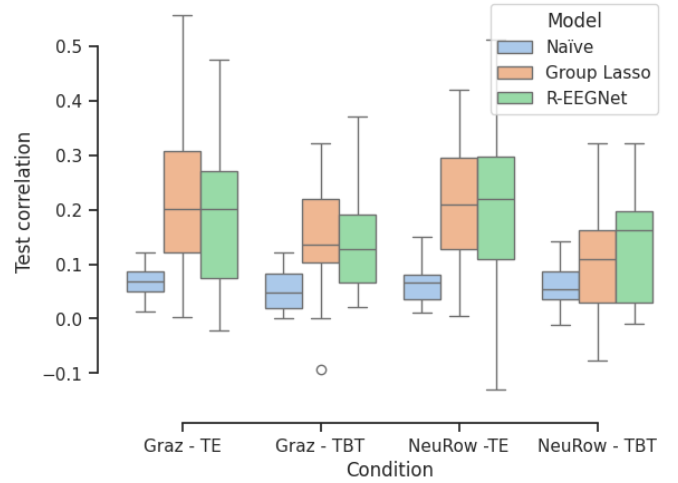 Model
Naïve
Group Lasso
R-EEGNet
Test correlation
0.5
0.4
0.3
0.2
0.1
0.0
−0.1
Graz - TE
Graz - TBT
NeuRow -TE
NeuRow - TBT
Condition